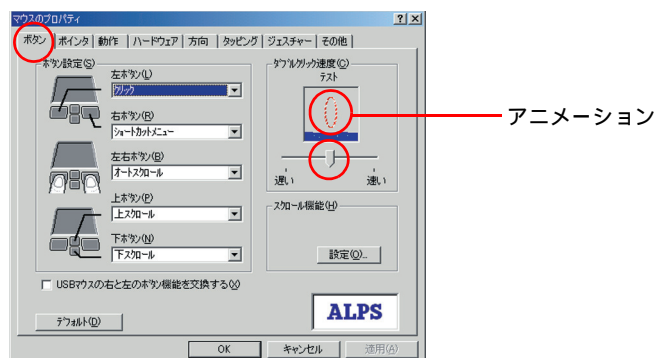 マウスのプロパティ
ボタン ポインタ 動作 ハードウェア 方向 タッピング ジェスチャー その他
ボタン設定(S)
左ボタン(L)
クリック
右ボタン(R)
ショートカットメニュー
左右ボタン(B)
オートスクロール
上ボタン(P)
上スクロール
下ボタン(N)
下スクロール
ダブルクリック速度(C)
テスト
遅い 速い
アニメーション
スクロール機能(H)
設定(O)...
USBマウスの右と左のボタン機能を交換する(X)
デフォルト(D)
ALPS
OK キャンセル 適用(A)